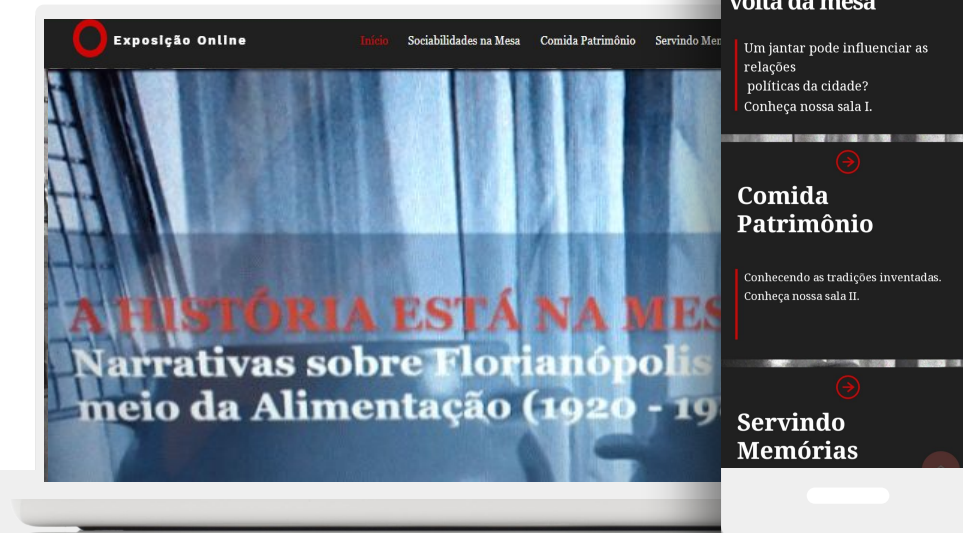 Exposição Online
Início Sociabilidades na Mesa Comida Patrimônio Servindo
A HISTÓRIA ESTÁ NA
Narrativas sobre Florianópolis
meio da Alimentação (1920 -
volta da mesa
Um jantar pode influenciar as
relações
políticas da cidade?
Conheça nossa sala I.
Comida
Patrimônio
Conhecendo as tradições inventadas.
Conheça nossa sala II.
Servindo
Memórias